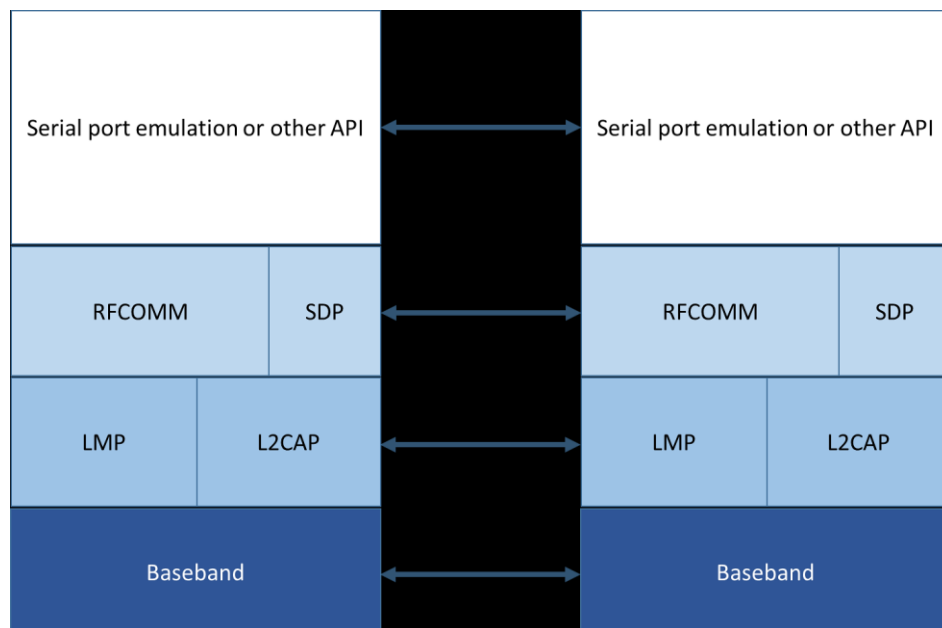 Serial port emulation or other API
Serial port emulation or other API
RFCOMM
SDP
RFCOMM
SDP
LMP
L2CAP
LMP
L2CAP
Baseband
Baseband